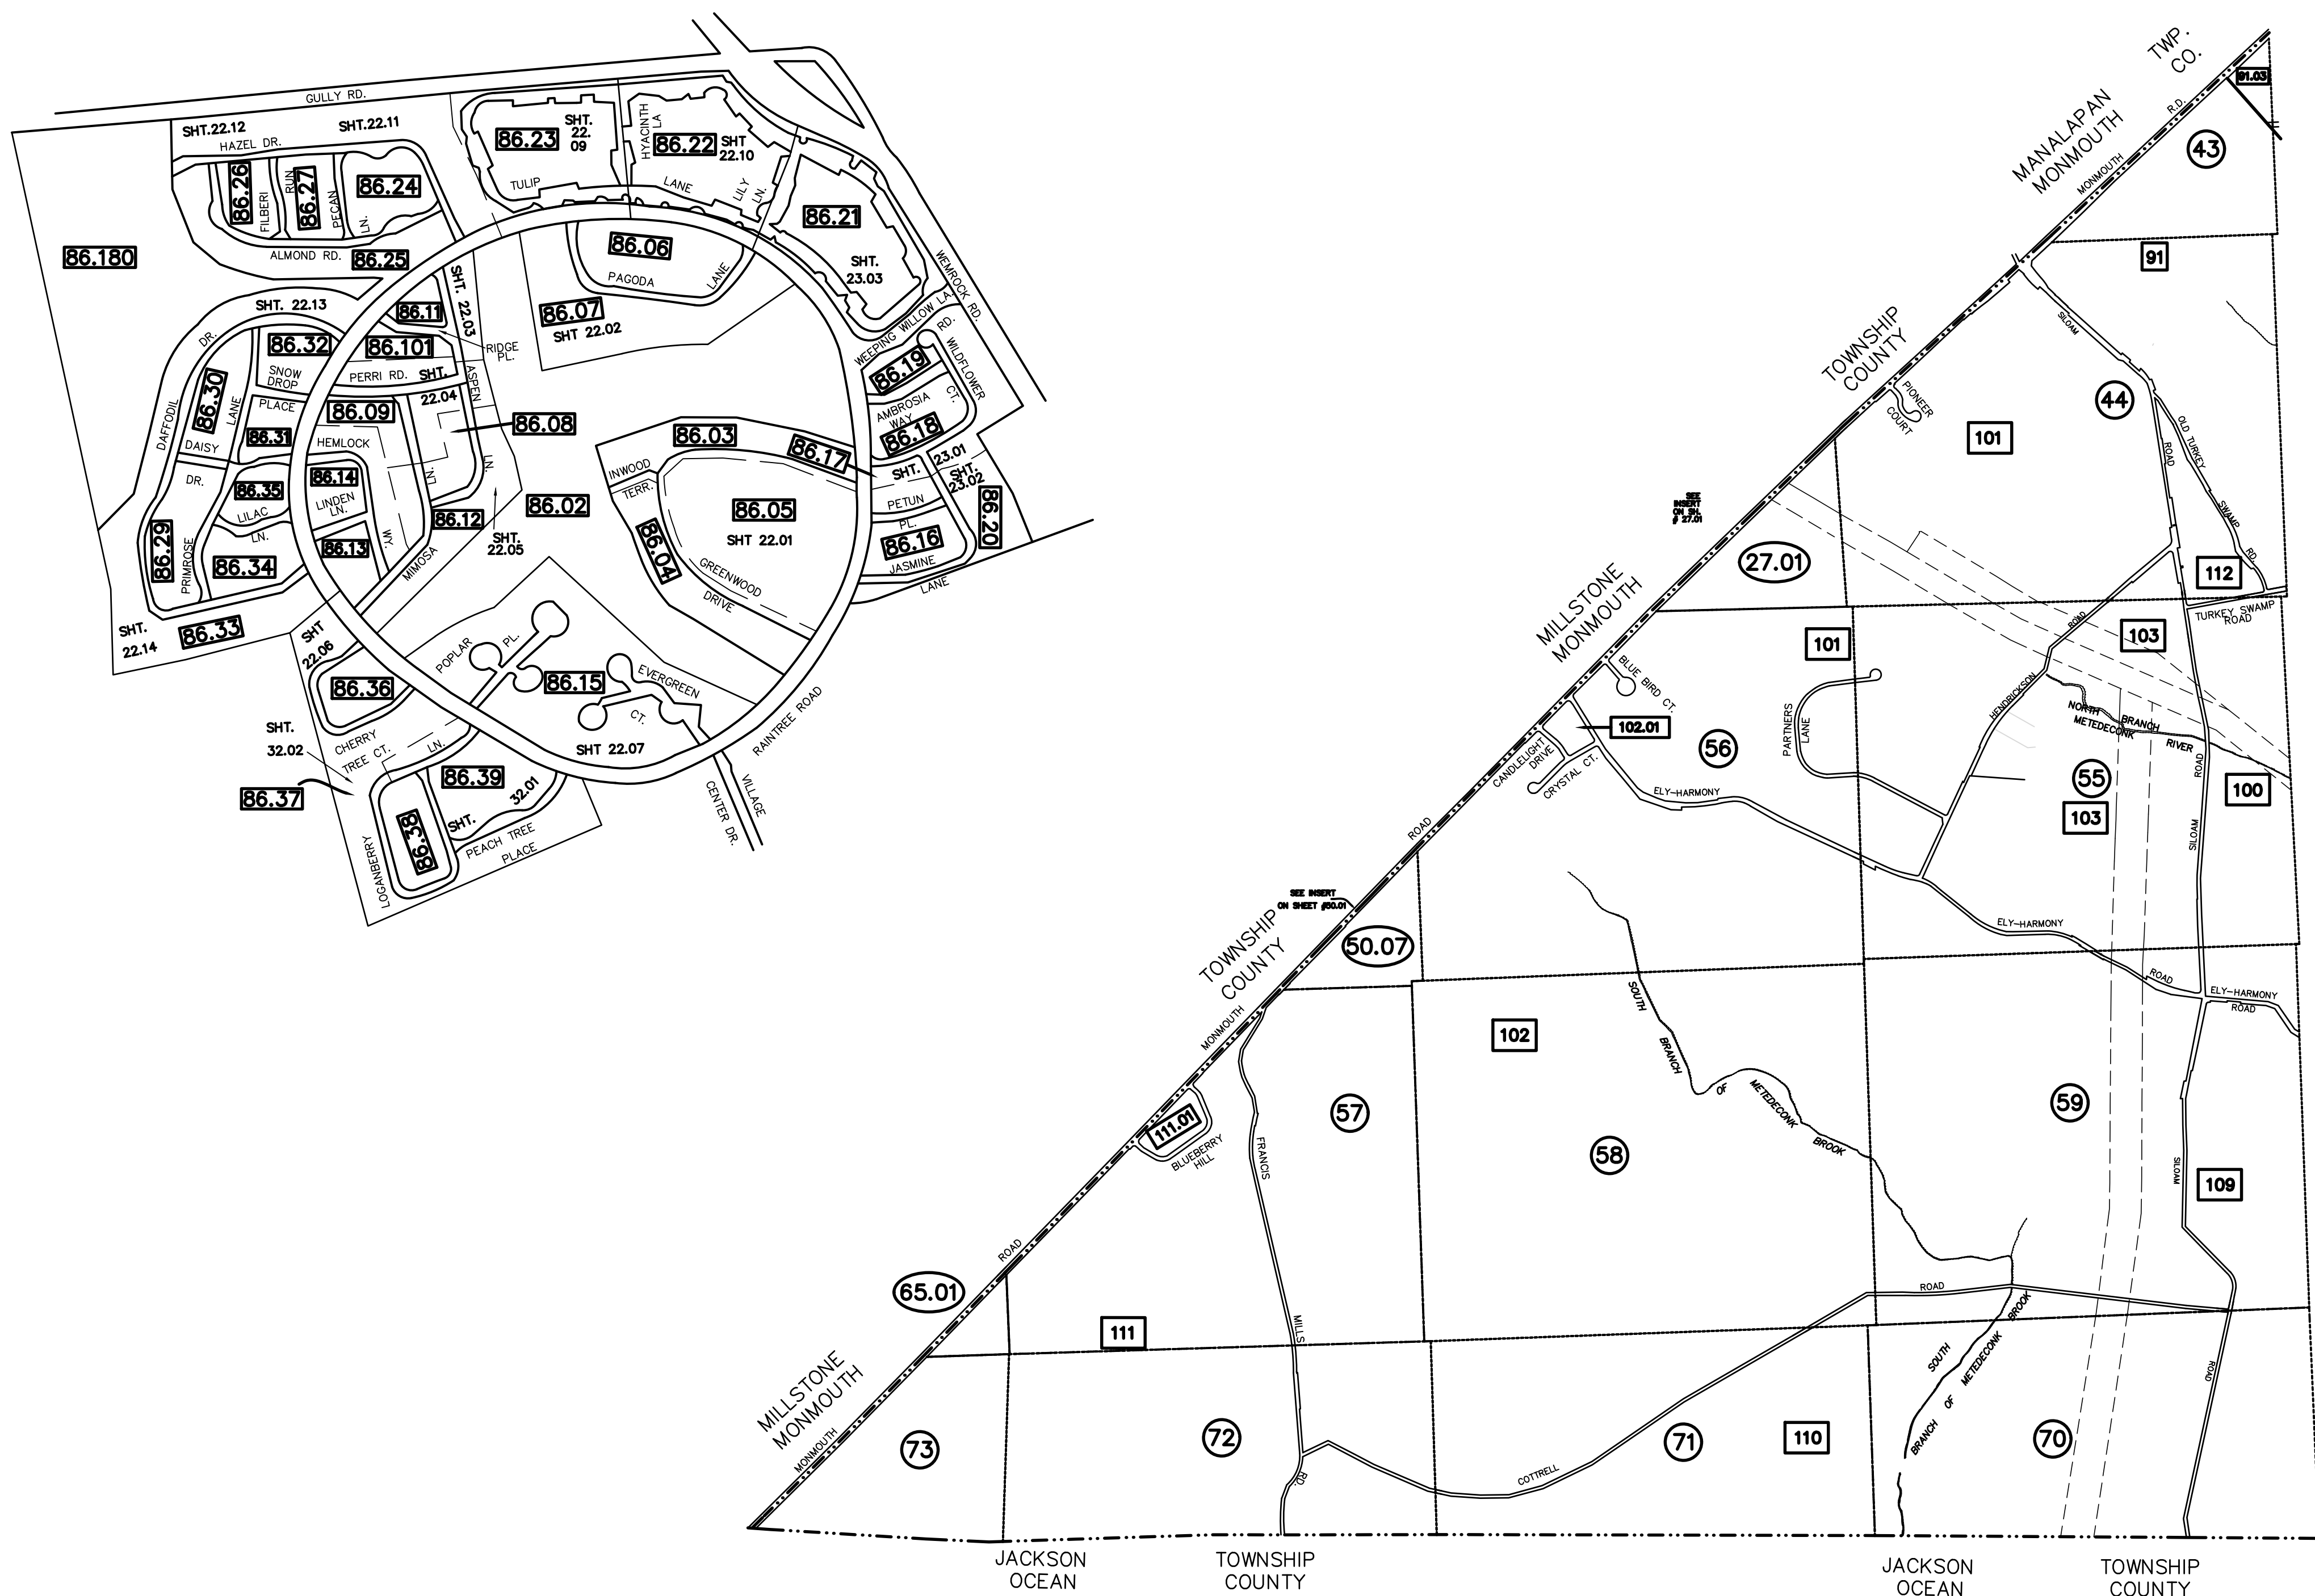 GULLY RD.
SHT.22.12
SHT.22.11
HAZEL DR.
86.26
FILBERI
RUN
86.27
PECAN
LN.
86.24
86.180
ALMOND RD.
86.25
86.23
SHT.
22.
09
TULIP
HYACINTH
LA
86.22
SHT
22.10
LANE
LILY
LN.
86.21
SHT.
23.03
WEMROCK RD.
86.06
PAGODA
LANE
86.07
SHT 22.02
SHT. 22.03
SHT. 22.13
86.11
RIDGE
PL.
DR.
86.32
86.101
SNOW
DROP
PERRI RD.
SHT.
22.04
ASPEN
LN.
WEEPING WILLOW LA.
RD.
WILDFLOWER
CT.
86.19
AMBROSIA
WAY
86.18
86.30
LANE
PLACE
86.09
86.08
DAFFODIL
DAISY
DR.
86.31
HEMLOCK
LN.
86.03
86.17
SHT.
23.01
SHT.
23.02
INWOOD
TERR.
86.35
86.14
LINDEN
LN.
LILAC
LN.
86.02
86.05
SHT 22.01
PETUN
PL.
86.20
86.12
SHT.
22.05
86.29
PRIMROSE
86.34
86.13
WY.
MIMOSA
86.04
GREENWOOD
DRIVE
86.16
JASMINE
LANE
SHT.
22.14
86.33
SHT
22.06
POPLAR
PL.
86.36
86.15
EVERGREEN
CT.
SHT.
32.02
CHERRY
TREE CT.
LN.
SHT 22.07
RAINTREE ROAD
86.37
86.39
32.01
SHT.
86.38
LOGANBERRY
PEACH TREE
PLACE
VILLAGE
CENTER DR.
TWP.
CO.
91.03
MANALAPAN
MONMOUTH
R.D.
MONMOUTH
43
91
TOWNSHIP
COUNTY
SILOAM
PIONEER
COURT
44
101
ROAD
OLD TURKEY
SWAMP
RD.
SEE
INSERT
ON SH.
# 27.01
27.01
112
MILLSTONE
MONMOUTH
TURKEY SWAMP
ROAD
101
ROAD
103
BLUE BIRD CT.
HENDRICKSON
NORTH BRANCH
METEDECONK RIVER
102.01
PARTNERS
LANE
56
CANDLELIGHT
DRIVE
CRYSTAL CT.
ELY-HARMONY
55
ROAD
100
103
SILOAM
ROAD
SEE INSERT
ON SHEET #50.01
50.07
ELY-HARMONY
TOWNSHIP
COUNTY
ROAD
ELY-HARMONY
ROAD
SOUTH
BRANCH
OF
METEDECONK
BROOK
MONMOUTH
102
57
58
59
111.01
BLUEBERRY
HILL
FRANCIS
SILOAM
109
ROAD
65.01
ROAD
BROOK
MILLS
111
MILLSTONE
MONMOUTH
SOUTH
METEDECONK
OF
BRANCH
ROAD
MONMOUTH
73
72
71
110
70
COTTRELL
RD.
JACKSON
OCEAN
TOWNSHIP
COUNTY
JACKSON
OCEAN
TOWNSHIP
COUNTY